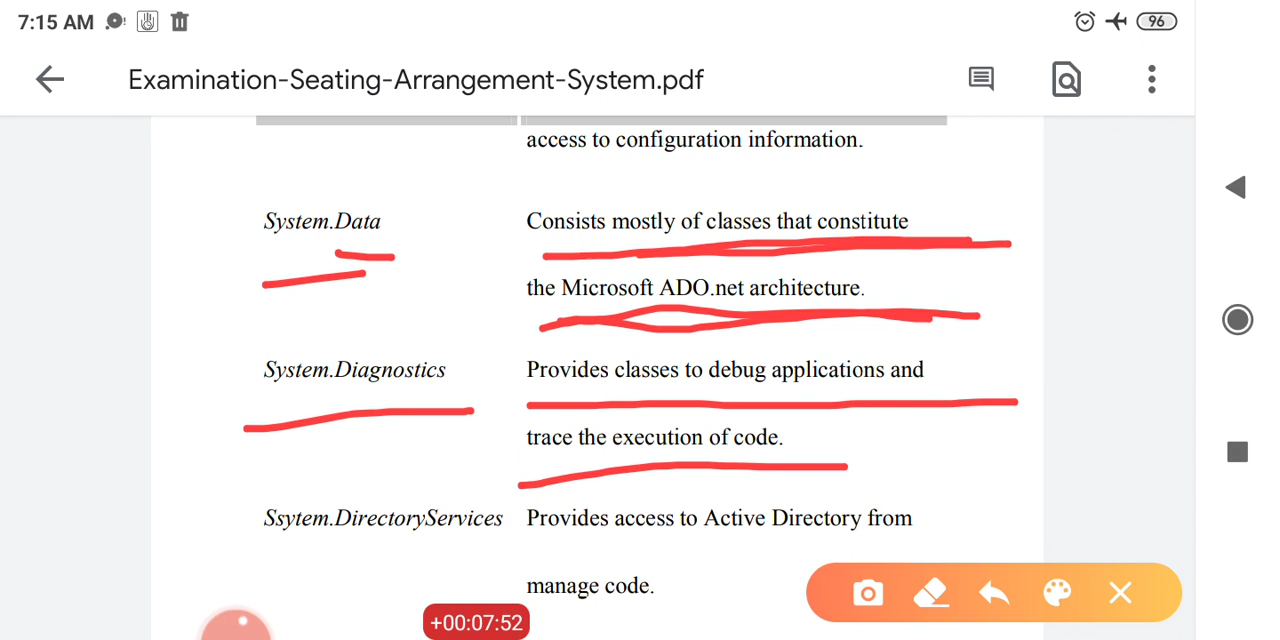 7:15 AM
96
Examination-Seating-Arrangement-System.pdf
access to configuration information.
System.Data
Consists mostly of classes that constitute
the Microsoft ADO.net architecture.
System.Diagnostics
Provides classes to debug applications and
trace the execution of code.
Ssytem.DirectoryServices
Provides access to Active Directory from
manage code.
+00:07:52